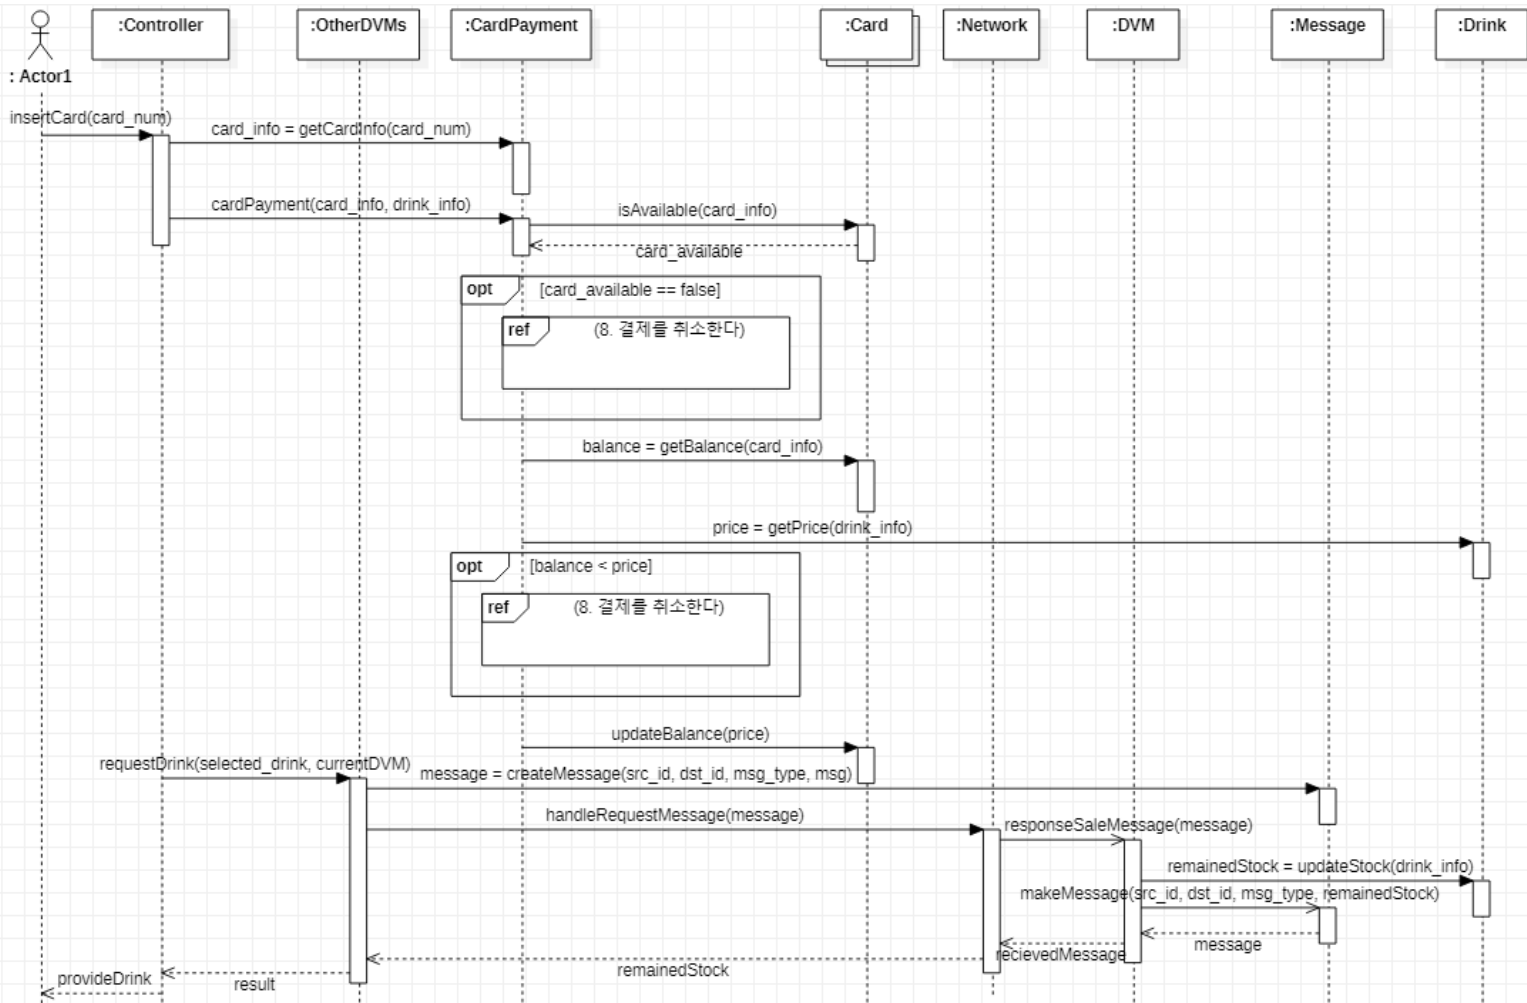 :Controller
:OtherDVMs
:CardPayment
:Card
:Network
:DVM
:Message
:Drink
: Actor1
insertCard(card_num)
card_info = getCardInfo(card_num)
cardPayment(card_info, drink_info)
isAvailable(card_info)
card_available
opt
[card_available == false]
ref
(8. 결제를 취소한다)
balance = getBalance(card_info)
price = getPrice(drink_info)
opt
[balance < price]
ref
(8. 결제를 취소한다)
updateBalance(price)
requestDrink(selected_drink, currentDVM)
message = createMessage(src_id, dst_id, msg_type, msg)
handleRequestMessage(message)
responseSaleMessage(message)
remainedStock = updateStock(drink_info)
makeMessage(src_id, dst_id, msg_type, remainedStock)
message
recievedMessage
remainedStock
result
provideDrink